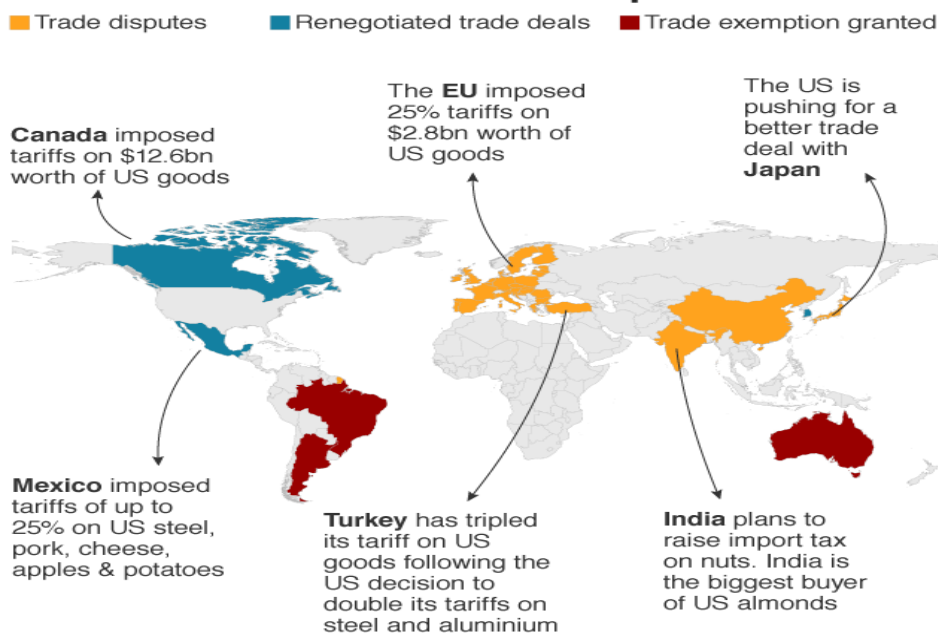 Trade disputes
Renegotiated trade deals
Trade exemption granted
Canada imposed
tariffs on $12.6bn
worth of US goods
The EU imposed
25% tariffs on
$2.8bn worth of
US goods
The US is
pushing for a
better trade
deal with
Japan
Mexico imposed
tariffs of up to
25% on US steel,
pork, cheese,
apples & potatoes
Turkey has tripled
its tariff on US
goods following the
US decision to
double its tariffs on
steel and aluminium
India plans to
raise import tax
on nuts. India is
the biggest buyer
of US almonds